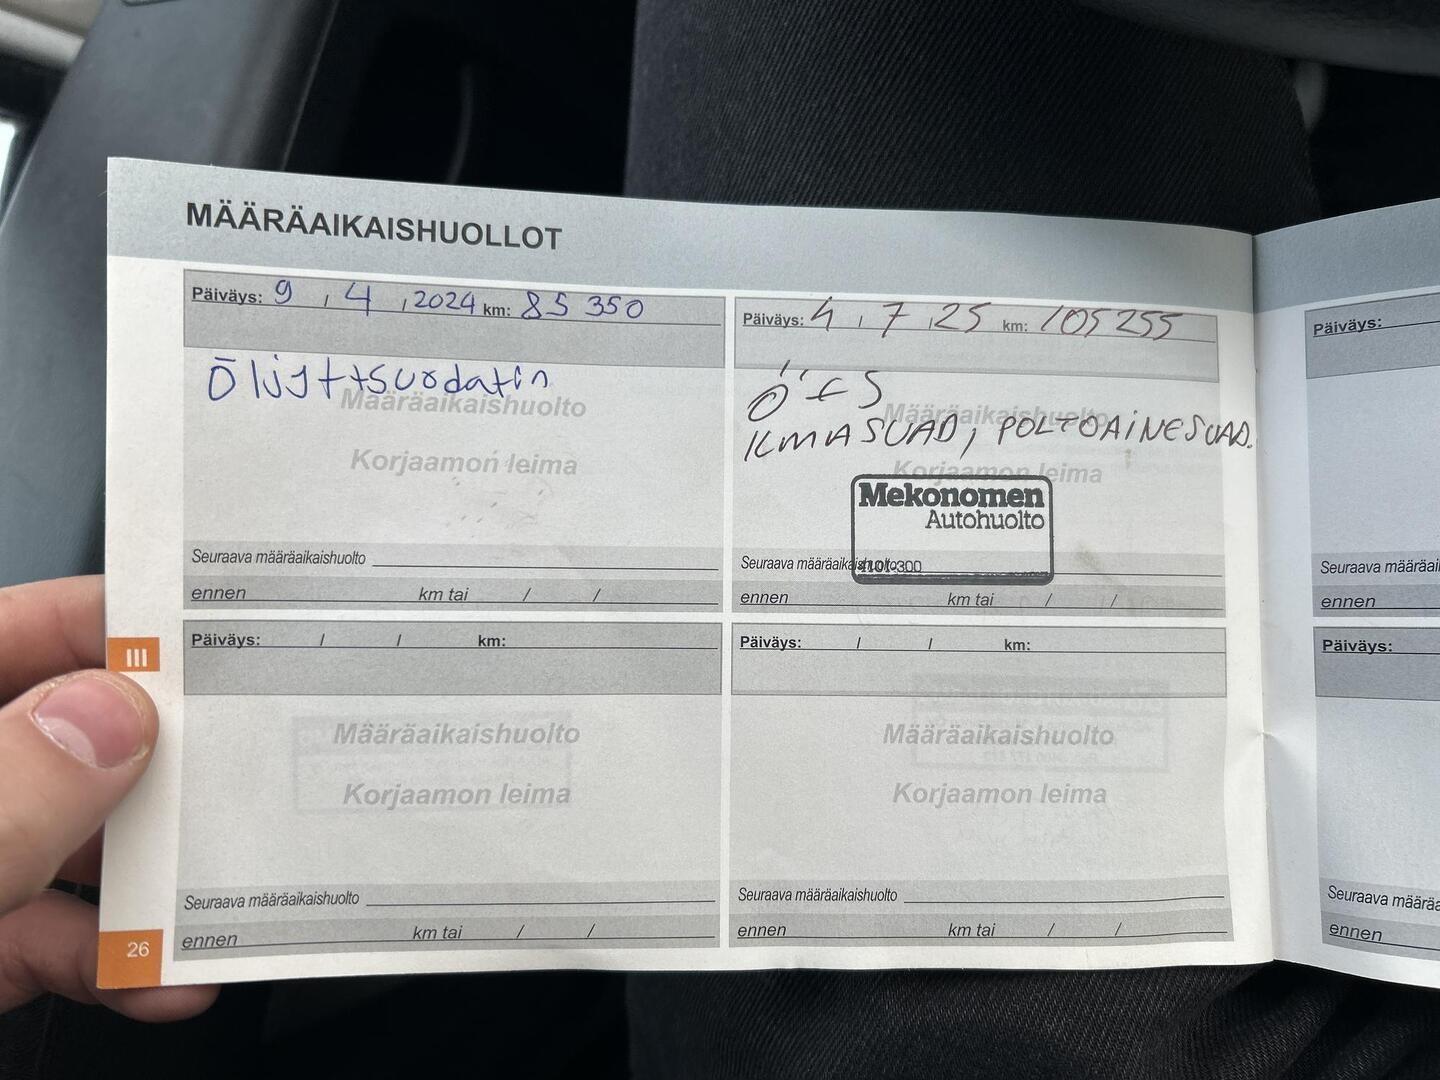 MÄÄRÄAIKAISHUOLLOT
Päiväys: 9 / 4 / 2024 km: 85 350
Öljyt+suodatin
Määräaikaishuolto
Korjaamon leima
Seuraava määräaikaishuolto
ennen km tai / /
Päiväys: 4 / 7 / 25 km: 105 255
Ö+S
ILMASUOD, POLTOAINESUOD.
Määräaikaishuolto
Korjaamon leima
Mekonomen
Autohuolto
Seuraava määräaikaishuolto
ennen km tai / /
Päiväys: / / km:
Määräaikaishuolto
Korjaamon leima
Seuraava määräaikaishuolto
ennen km tai / /
Päiväys: / / km:
Määräaikaishuolto
Korjaamon leima
Seuraava määräaikaishuolto
ennen km tai / /
III
26
Päiväys:
Seuraava
ennen
Päiväys:
Seuraava
ennen